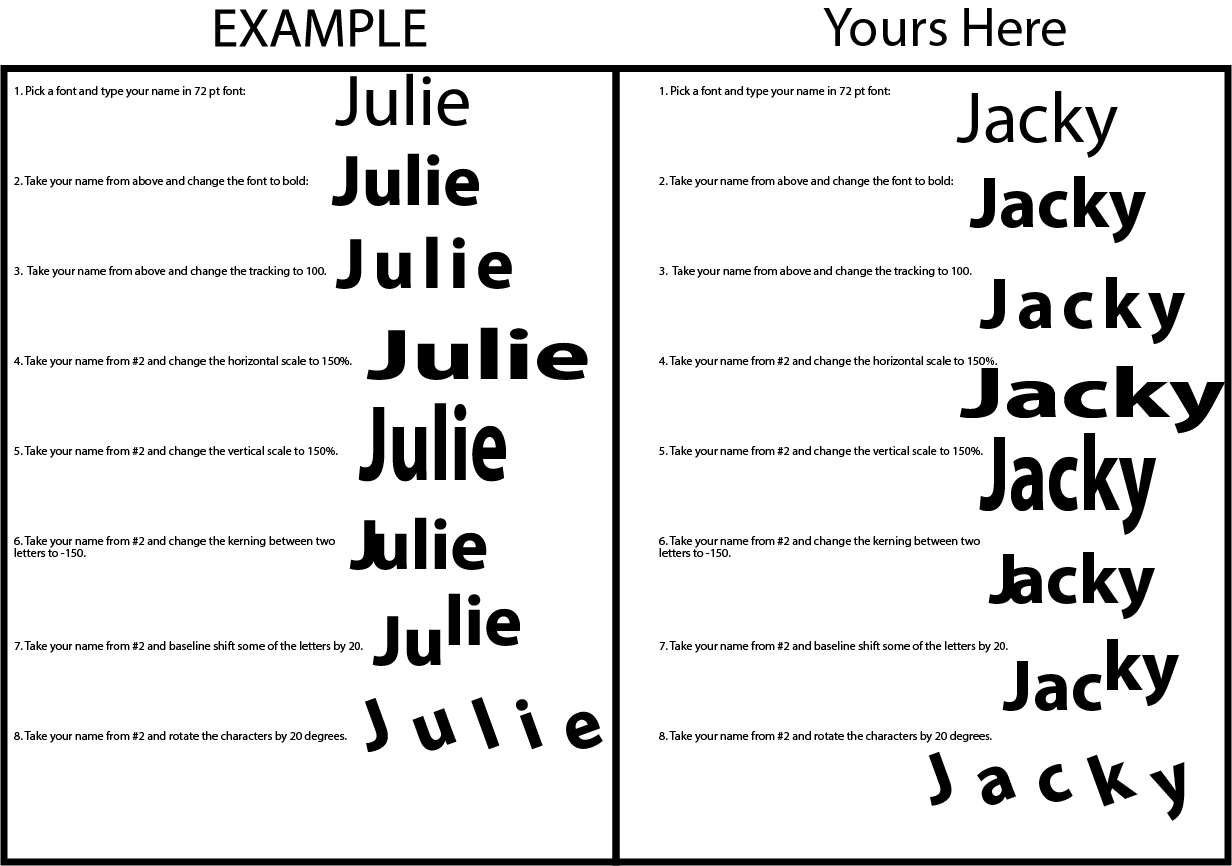 EXAMPLE
1. Pick a font and type your name in 72 pt font:
Julie
2. Take your name from above and change the font to bold:
Julie
3.  Take your name from above and change the tracking to 100.
Julie
4. Take your name from #2 and change the horizontal scale to 150%.
Julie
5. Take your name from #2 and change the vertical scale to 150%.
Julie
6. Take your name from #2 and change the kerning between two
letters to -150.
Julie
7. Take your name from #2 and baseline shift some of the letters by 20.
Julie
8. Take your name from #2 and rotate the characters by 20 degrees.
Julie
Yours Here
1. Pick a font and type your name in 72 pt font:
Jacky
2. Take your name from above and change the font to bold:
Jacky
3.  Take your name from above and change the tracking to 100.
Jacky
4. Take your name from #2 and change the horizontal scale to 150%.
Jacky
5. Take your name from #2 and change the vertical scale to 150%.
Jacky
6. Take your name from #2 and change the kerning between two
letters to -150.
Jacky
7. Take your name from #2 and baseline shift some of the letters by 20.
Jacky
8. Take your name from #2 and rotate the characters by 20 degrees.
Jacky